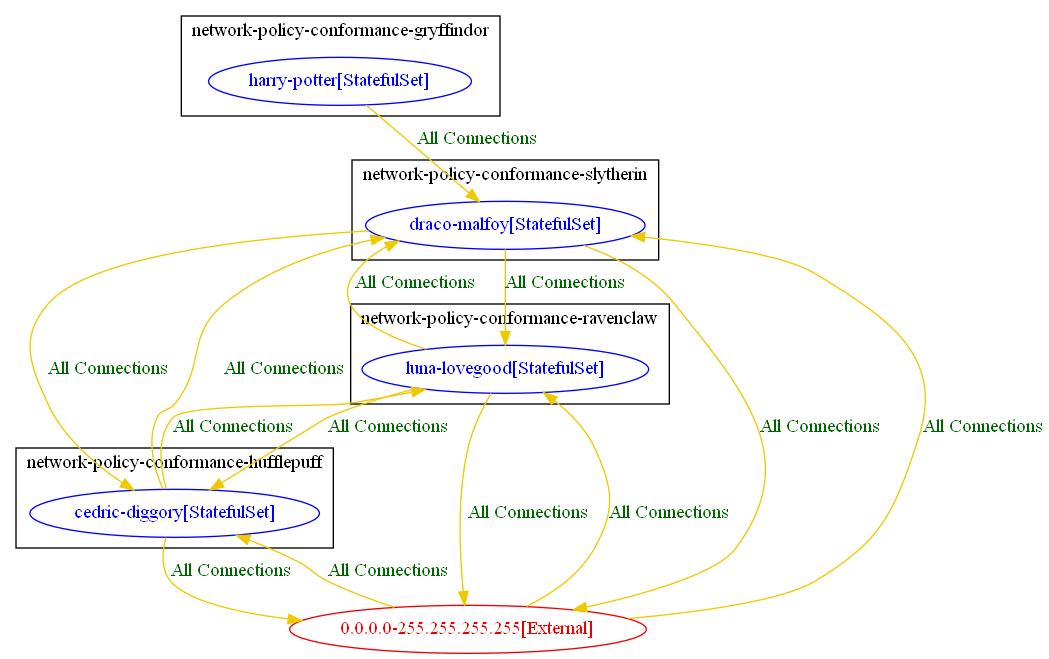 network-policy-conformance-gryffindor
harry-potter[StatefulSet]
All Connections
network-policy-conformance-slytherin
draco-malfoy[StatefulSet]
All Connections
All Connections
network-policy-conformance-ravenclaw
All Connections
All Connections
luna-lovegood[StatefulSet]
All Connections
All Connections
All Connections
All Connections
network-policy-conformance-hufflepuff
cedric-diggory[StatefulSet]
All Connections
All Connections
All Connections
All Connections
0.0.0.0-255.255.255.255[External]